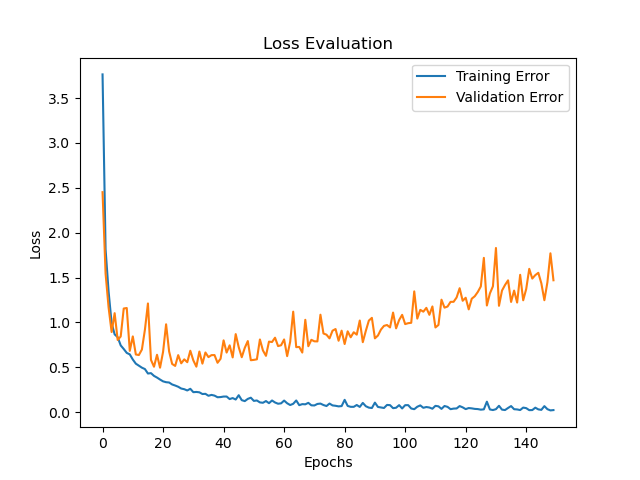 Loss Evaluation
Training Error
Validation Error
3.5
3.0
2.5
2.0
1.5
1.0
0.5
0.0
Loss
0 20 40 60 80 100 120 140
Epochs